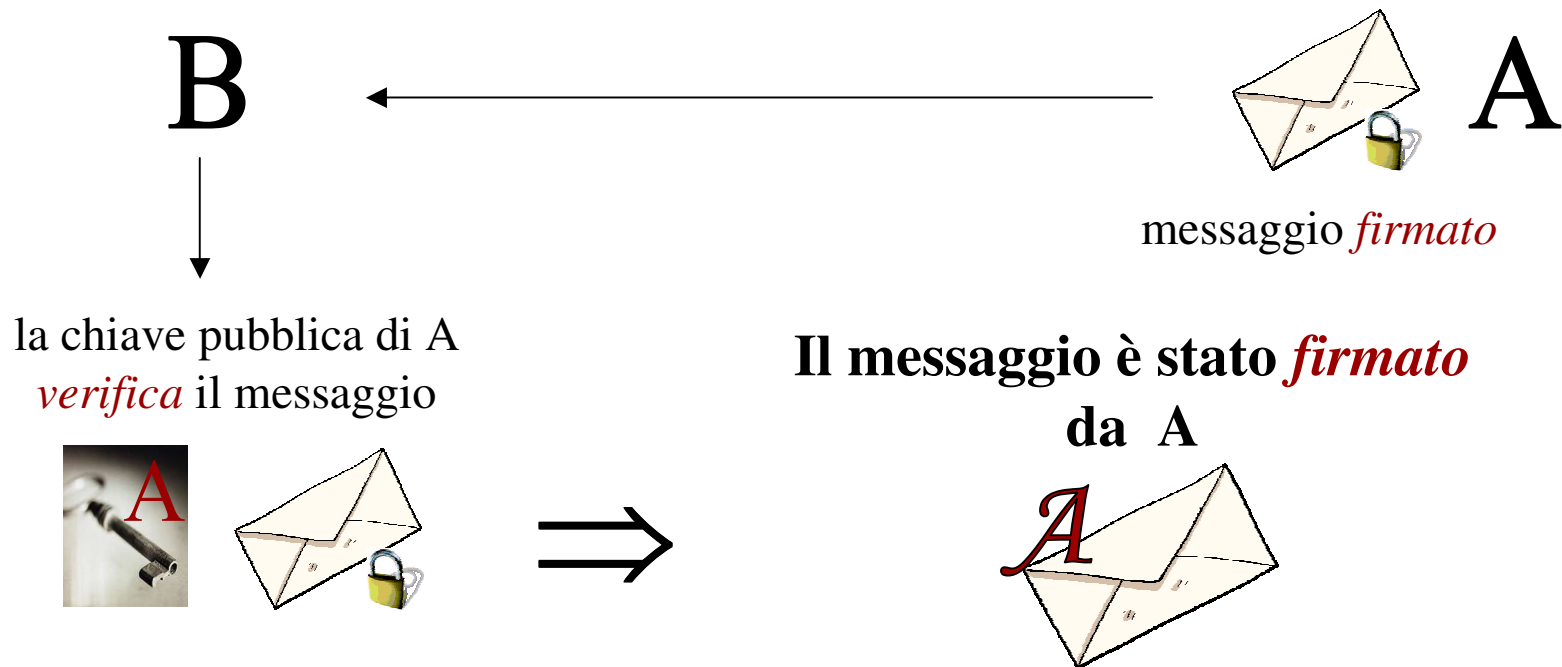 B
A
messaggio firmato
la chiave pubblica di A
verifica il messaggio
A
Il messaggio è stato firmato
da A
A